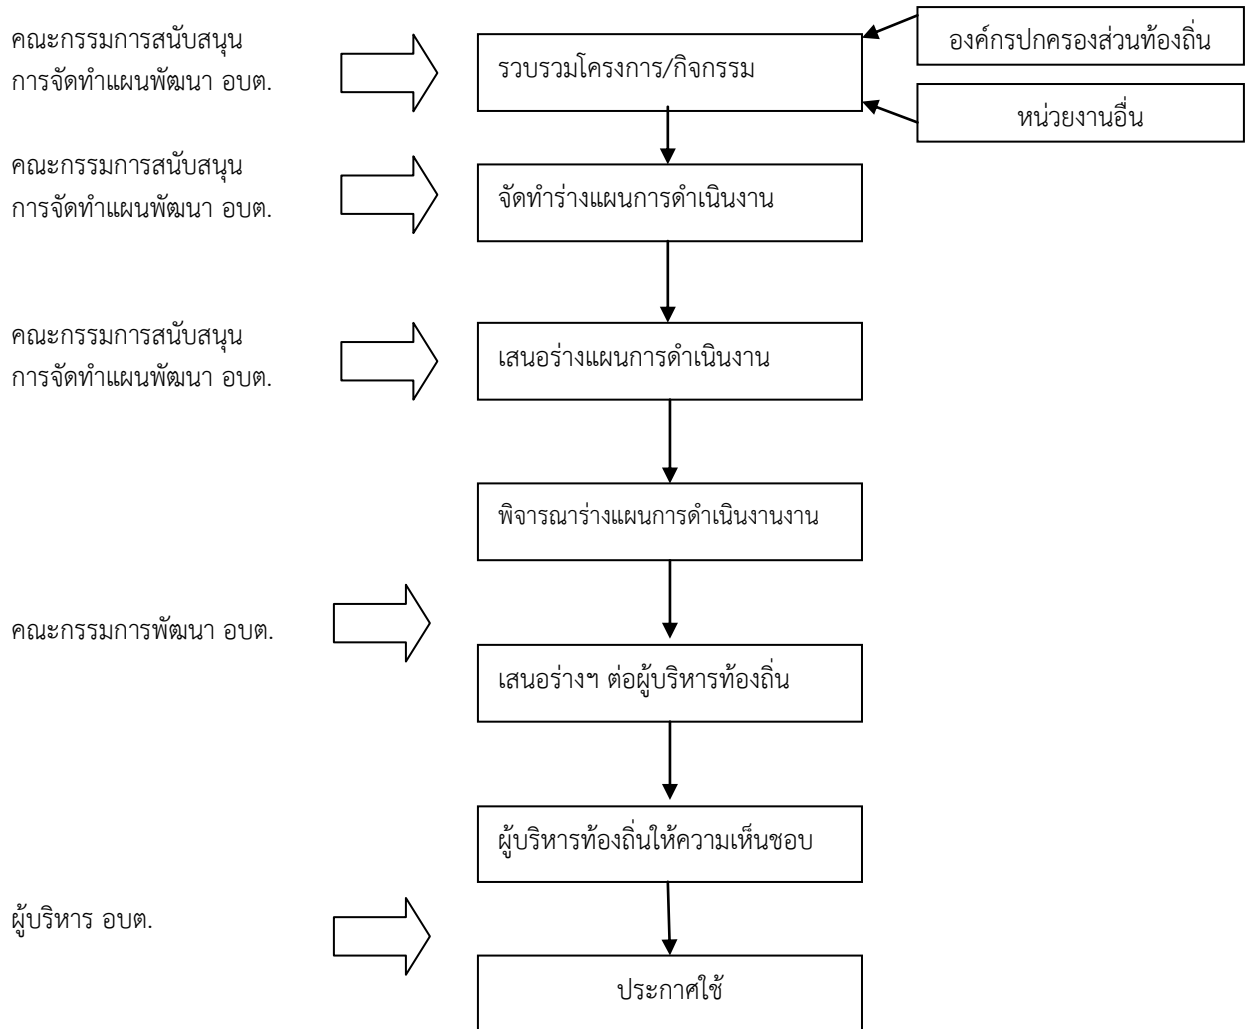 คณะกรรมการสนับสนุน
การจัดทำแผนพัฒนา อบต.
รวบรวมโครงการ/กิจกรรม
องค์กรปกครองส่วนท้องถิ่น
หน่วยงานอื่น
คณะกรรมการสนับสนุน
การจัดทำแผนพัฒนา อบต.
จัดทำร่างแผนการดำเนินงาน
คณะกรรมการสนับสนุน
การจัดทำแผนพัฒนา อบต.
เสนอร่างแผนการดำเนินงาน
พิจารณาร่างแผนการดำเนินงานงาน
คณะกรรมการพัฒนา อบต.
เสนอร่างฯ ต่อผู้บริหารท้องถิ่น
ผู้บริหารท้องถิ่นให้ความเห็นชอบ
ผู้บริหาร อบต.
ประกาศใช้